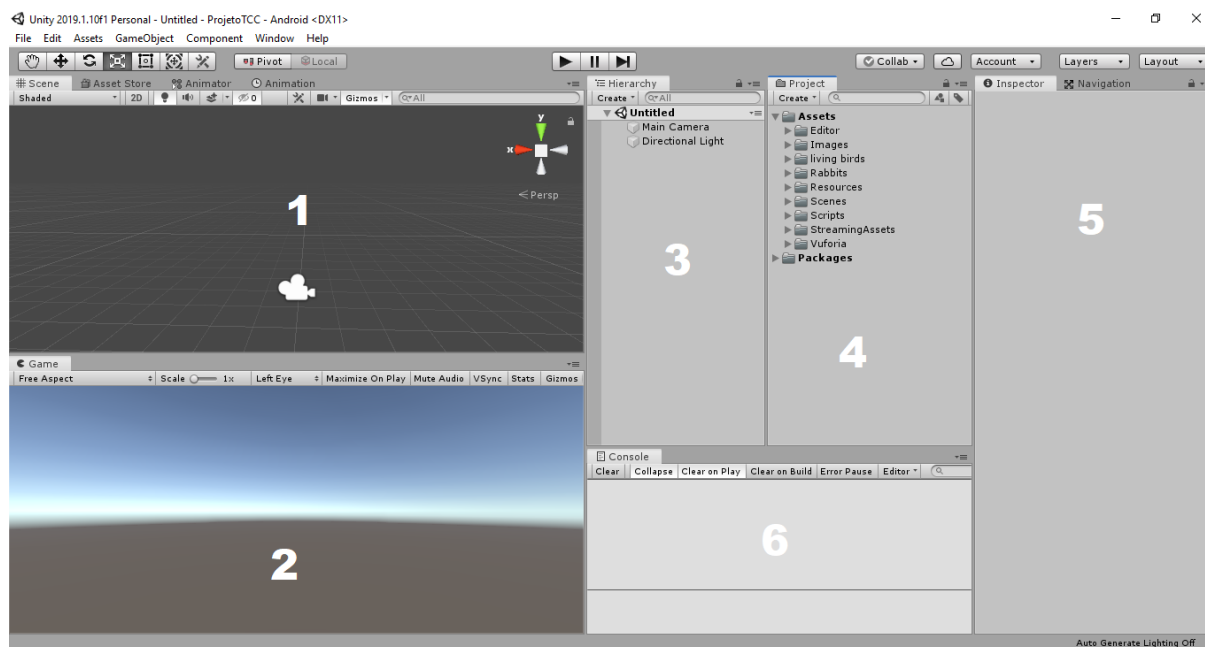 Unity 2019.1.10f1 Personal - Untitled - ProjetoTCC - Android <DX11>
File Edit Assets GameObject Component Window Help
Pivot Local Collab Account Layers Layout
Scene Asset Store Animator Animation
Shaded 2D 0 Gizmos All
y
x
Persp
1
Game
Free Aspect Scale 1x Left Eye Maximize On Play Mute Audio VSync Stats Gizmos
2
Hierarchy
Create All
Untitled
Main Camera
Directional Light
3
Project
Create
Assets
Editor
Images
living birds
Rabbits
Resources
Scenes
Scripts
StreamingAssets
Vuforia
Packages
4
Inspector Navigation
5
Console
Clear Collapse Clear on Play Clear on Build Error Pause Editor
6
Auto Generate Lighting Off